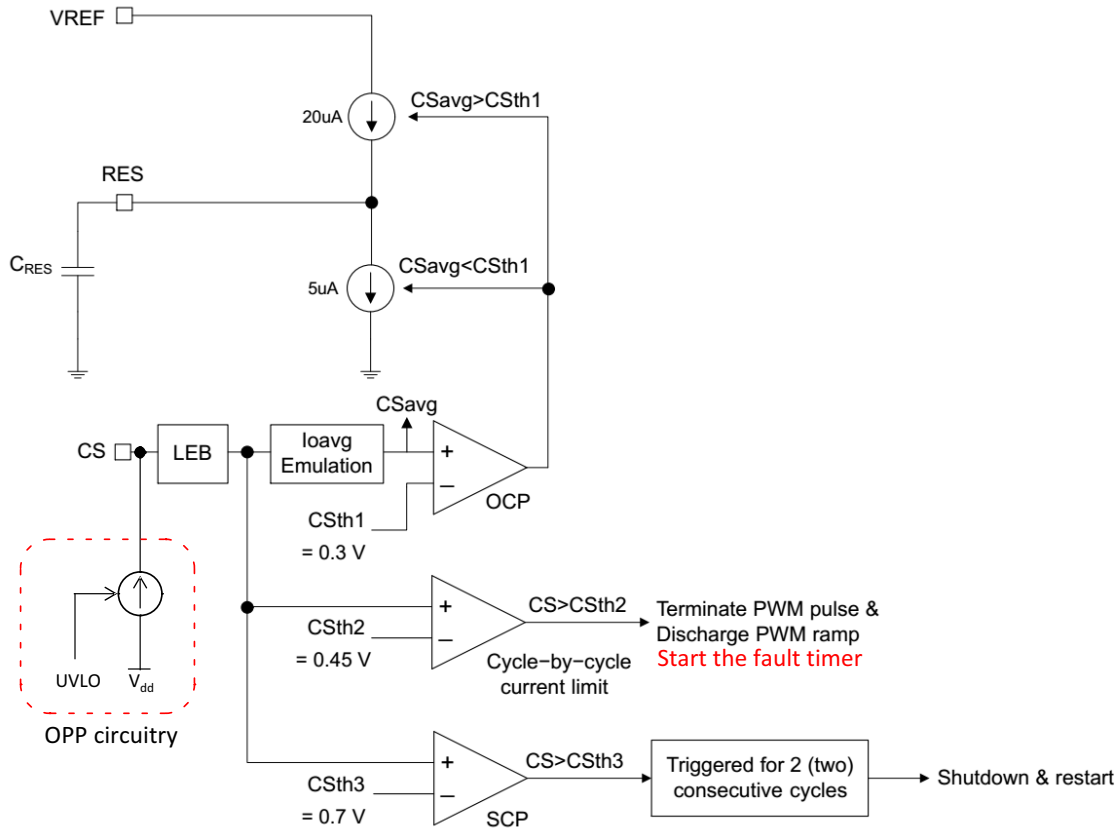 VREF
CSavg>CSth1
20uA
RES
CRES
CSavg<CSth1
5uA
CSavg
CS
LEB
Ioavg
Emulation
+
−
OCP
CSth1
= 0.3 V
+
CS>CSth2
Terminate PWM pulse &
Discharge PWM ramp
Start the fault timer
CSth2
−
= 0.45 V
Cycle−by−cycle
current limit
UVLO
Vdd
OPP circuitry
+
CS>CSth3
Triggered for 2 (two)
consecutive cycles
Shutdown & restart
CSth3
−
= 0.7 V
SCP